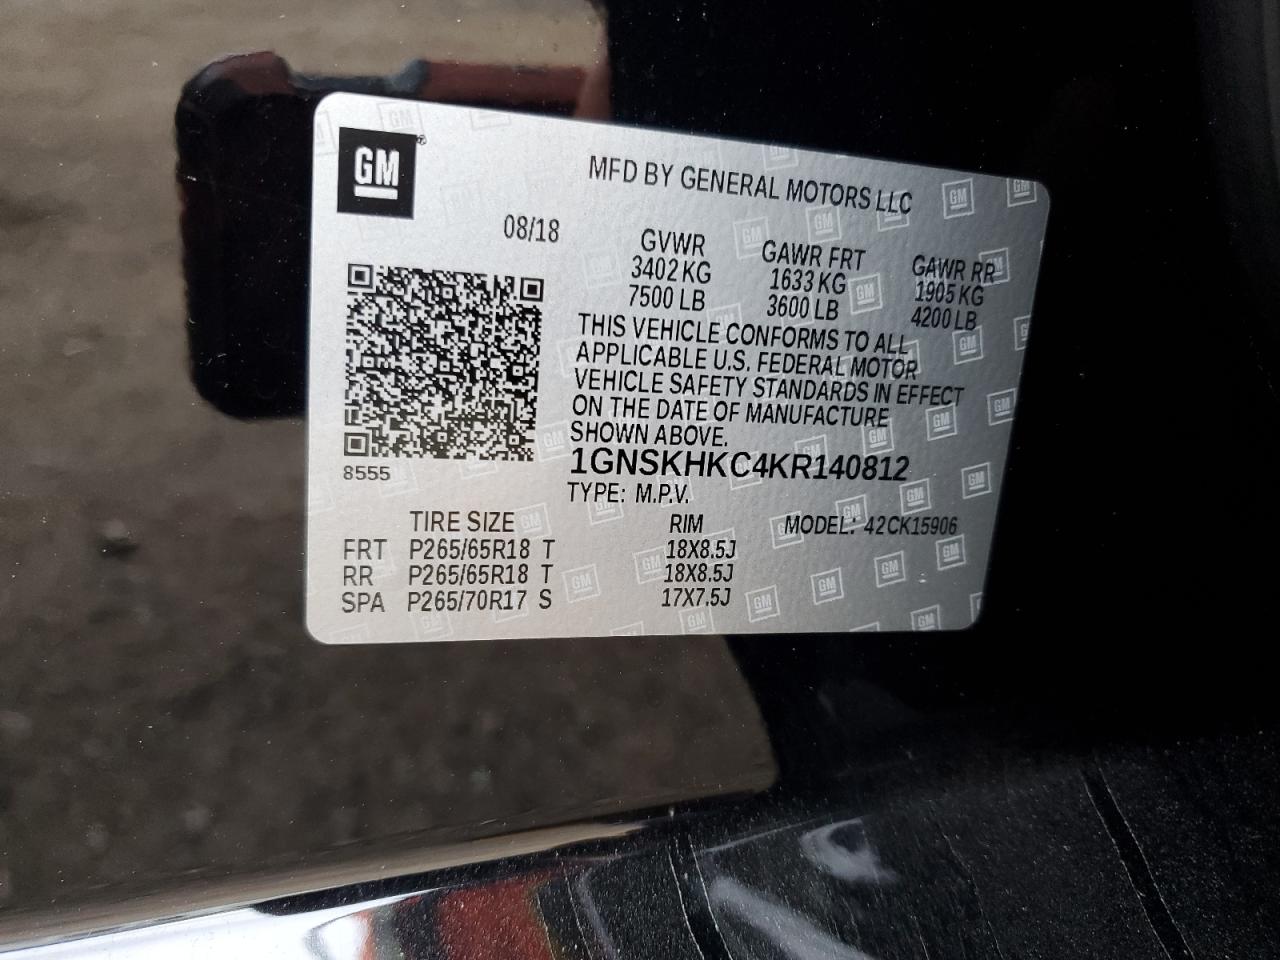 GM®
MFD BY GENERAL MOTORS LLC
08/18
GVWR GAWR FRT GAWR RR
3402 KG 1633 KG 1905 KG
7500 LB 3600 LB 4200 LB
THIS VEHICLE CONFORMS TO ALL
APPLICABLE U.S. FEDERAL MOTOR
VEHICLE SAFETY STANDARDS IN EFFECT
ON THE DATE OF MANUFACTURE
SHOWN ABOVE.
1GNSKHKC4KR140812
8555
TYPE: M.P.V.
TIRE SIZE RIM MODEL: 42CK15906
FRT P265/65R18 T 18X8.5J
RR P265/65R18 T 18X8.5J
SPA P265/70R17 S 17X7.5J